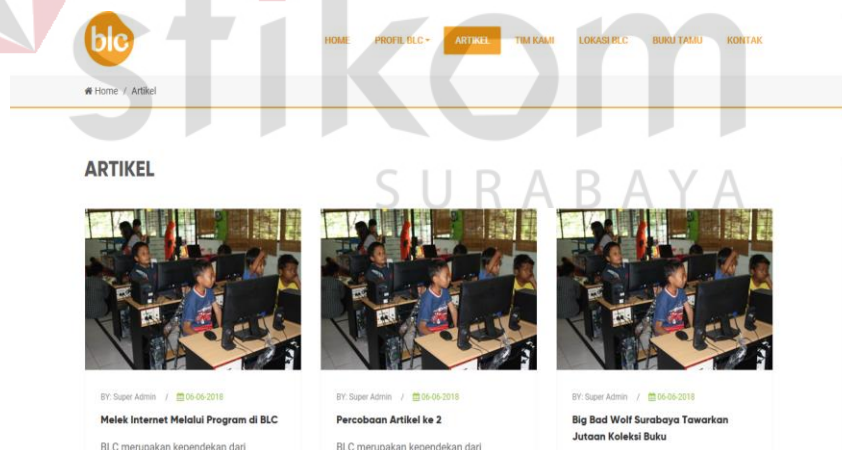 stikom
SURABAYA
blc
HOME PROFIL BLC ARTIKEL TIM KAMI LOKASI BLC BUKU TAMU KONTAK
Home / Artikel
ARTIKEL
BY: Super Admin / 06-06-2018
Melek Internet Melalui Program di BLC
BLC merupakan kependekan dari
BY: Super Admin / 06-06-2018
Percobaan Artikel ke 2
BLC merupakan kependekan dari
BY: Super Admin / 06-06-2018
Big Bad Wolf Surabaya Tawarkan
Jutaan Koleksi Buku